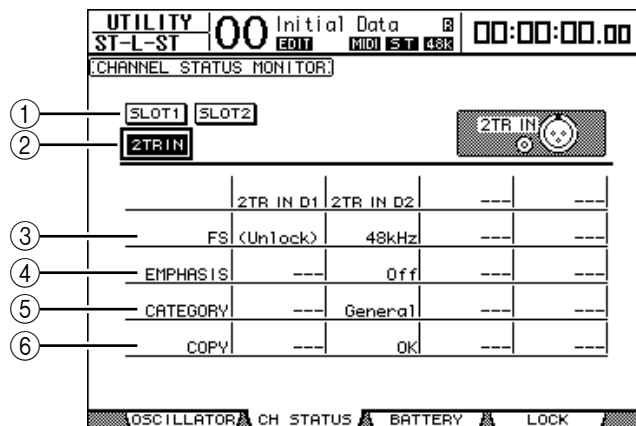 UTILITY 00 Initial Data R 00:00:00.00
ST-L-ST EDIT MIDI ST 48K
CHANNEL STATUS MONITOR
① SLOT1 SLOT2
② 2TR IN 2TR IN
2TR IN D1 2TR IN D2 --- ---
③ FS (Unlock) 48kHz --- ---
④ EMPHASIS --- Off --- ---
⑤ CATEGORY --- General --- ---
⑥ COPY --- OK --- ---
OSCILLATOR CH STATUS BATTERY LOCK